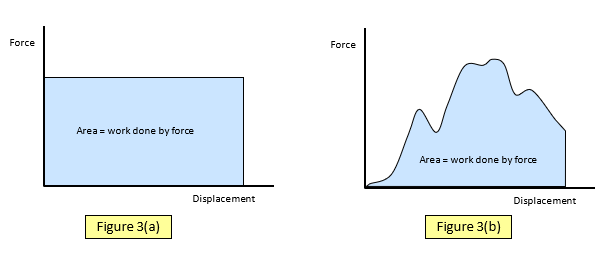 Force
Area = work done by force
Displacement
Figure 3(a)
Force
Area = work done by force
Displacement
Figure 3(b)